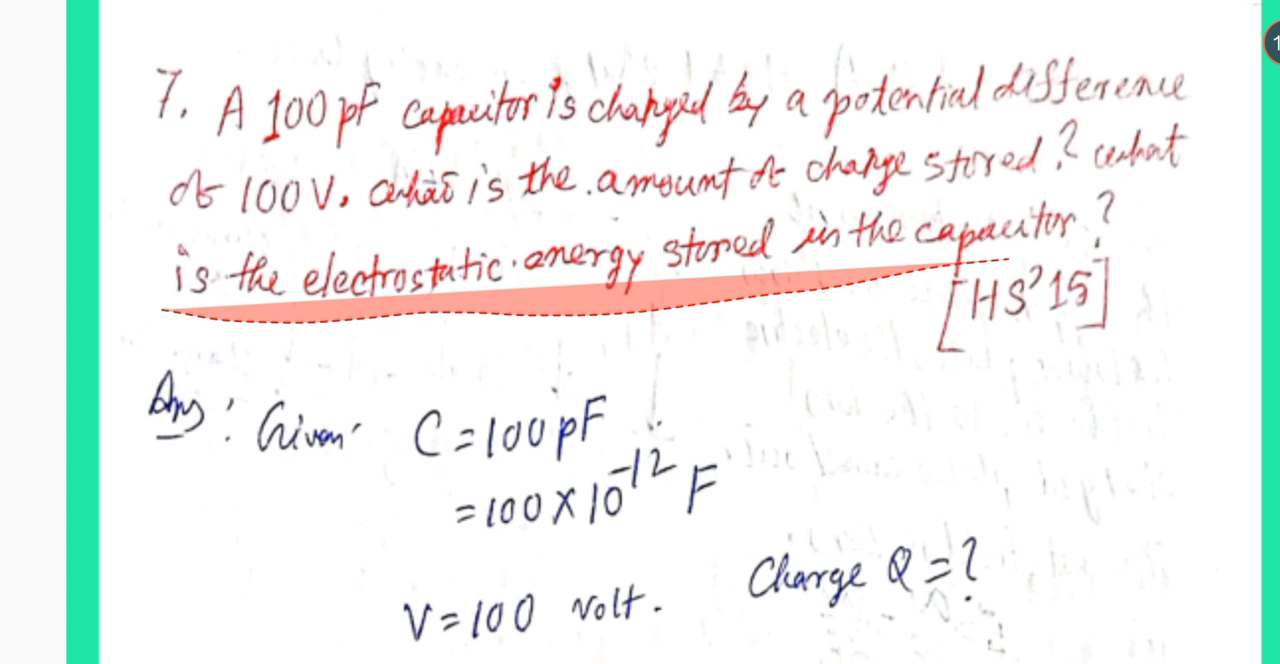 7. A 100 pF capacitor is charged by a potential difference
of 100 V. What is the amount of charge stored? What
is the electrostatic energy stored in the capacitor?
[HS'15]
Ans: Given C = 100 pF
= 100 × 10⁻¹² F
V = 100 volt. Charge Q = ?
1